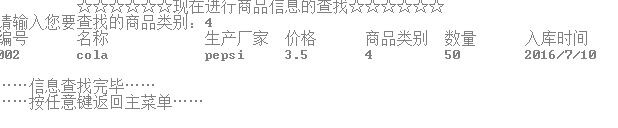 ☆☆☆☆☆☆现在进行商品信息的查找☆☆☆☆☆☆
请输入您要查找的商品类别：4
编号 名称 生产厂家 价格 商品类别 数量 入库时间
002 cola pepsi 3.5 4 50 2016/7/10
……信息查找完毕……
……按任意键返回主菜单……